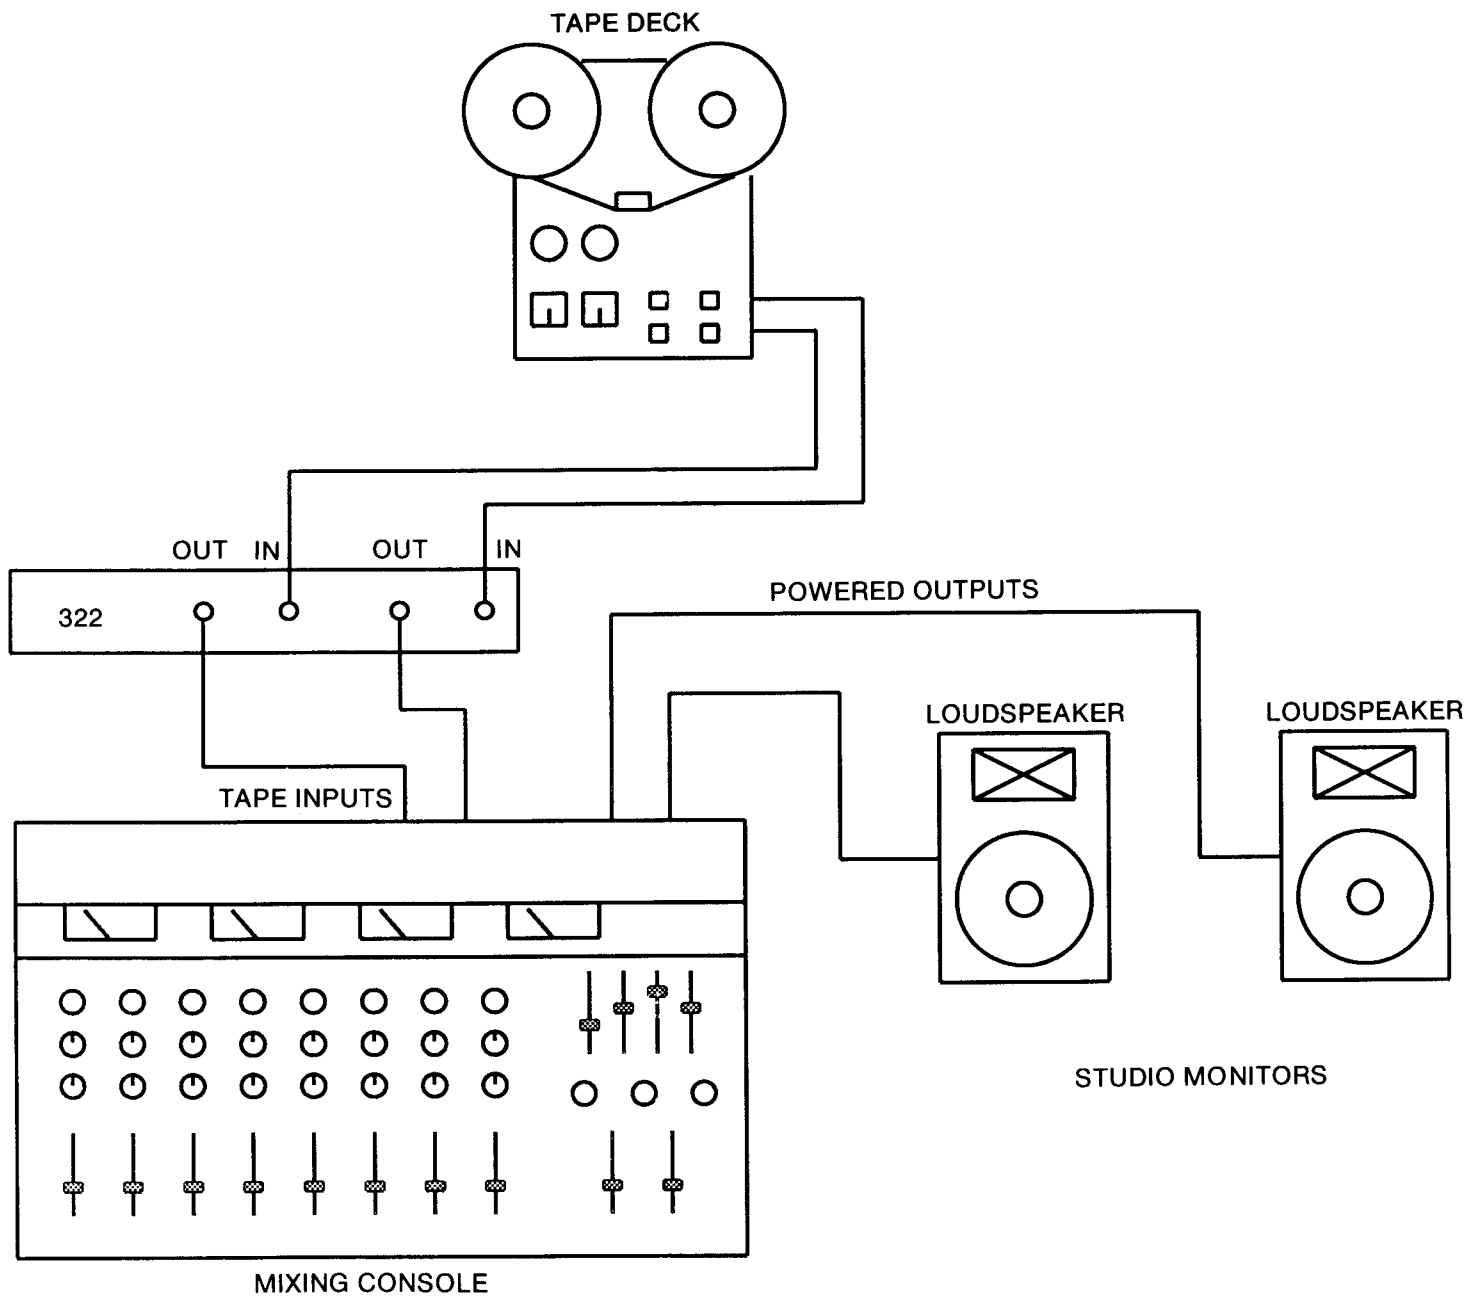 TAPE DECK
OUT IN OUT IN
322
POWERED OUTPUTS
LOUDSPEAKER LOUDSPEAKER
TAPE INPUTS
STUDIO MONITORS
MIXING CONSOLE